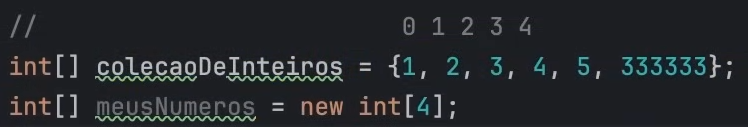 // 0 1 2 3 4
int[] colecaoDeInteiros = {1, 2, 3, 4, 5, 333333};
int[] meusNumeros = new int[4];